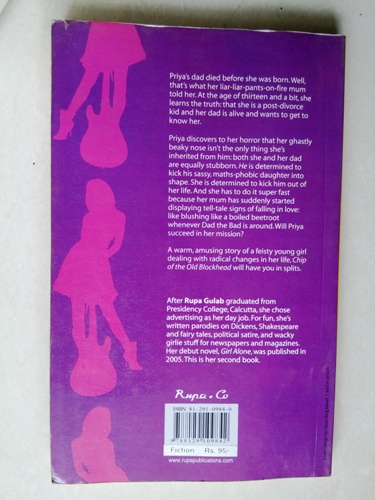 Priya's dad died before she was born. Well,
that's what her liar-liar-pants-on-fire mum
told her. At the age of thirteen and a bit, she
learns the truth: that she is a post-divorce
kid and her dad is alive and wants to get to
know her.
Priya discovers to her horror that her ghastly
beaky nose isn't the only thing she's
inherited from him: both she and her dad
are equally stubborn. He is determined to
kick his sassy, maths-phobic daughter into
shape. She is determined to kick him out of
her life. And she has to do it super fast
because her mum has suddenly started
displaying tell-tale signs of falling in love:
like blushing like a boiled beetroot
whenever Dad the Bad is around. Will Priya
succeed in her mission?
A warm, amusing story of a feisty young girl
dealing with radical changes in her life, Chip
of the Old Blockhead will have you in splits.
After Rupa Gulab graduated from
Presidency College, Calcutta, she chose
advertising as her day job. For fun, she's
written parodies on Dickens, Shakespeare
and fairy tales, political satire, and wacky
girlie stuff for newspapers and magazines.
Her debut novel, Girl Alone, was published in
2005. This is her second book.
Rupa & Co
ISBN 81-291-0984-0
9 788129 109842
Fiction Rs. 95/-
www.rupapublications.com